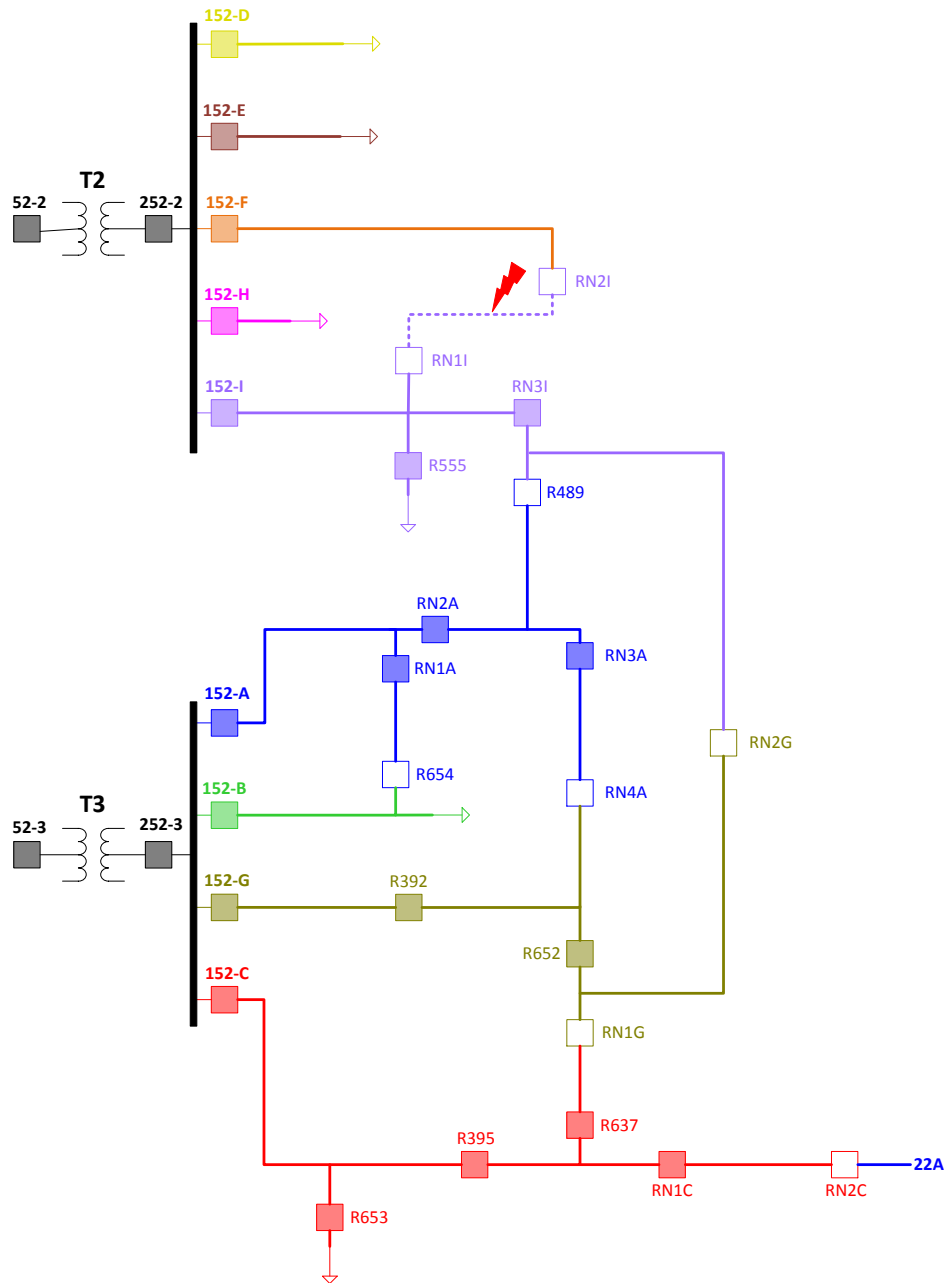 152-D
152-E
T2
52-2
252-2
152-F
RN2I
152-H
RN1I
152-I
RN3I
R555
R489
RN2A
RN3A
RN1A
152-A
RN2G
R654
152-B
RN4A
T3
52-3
252-3
152-G
R392
R652
152-C
RN1G
R637
R395
22A
RN1C
RN2C
R653